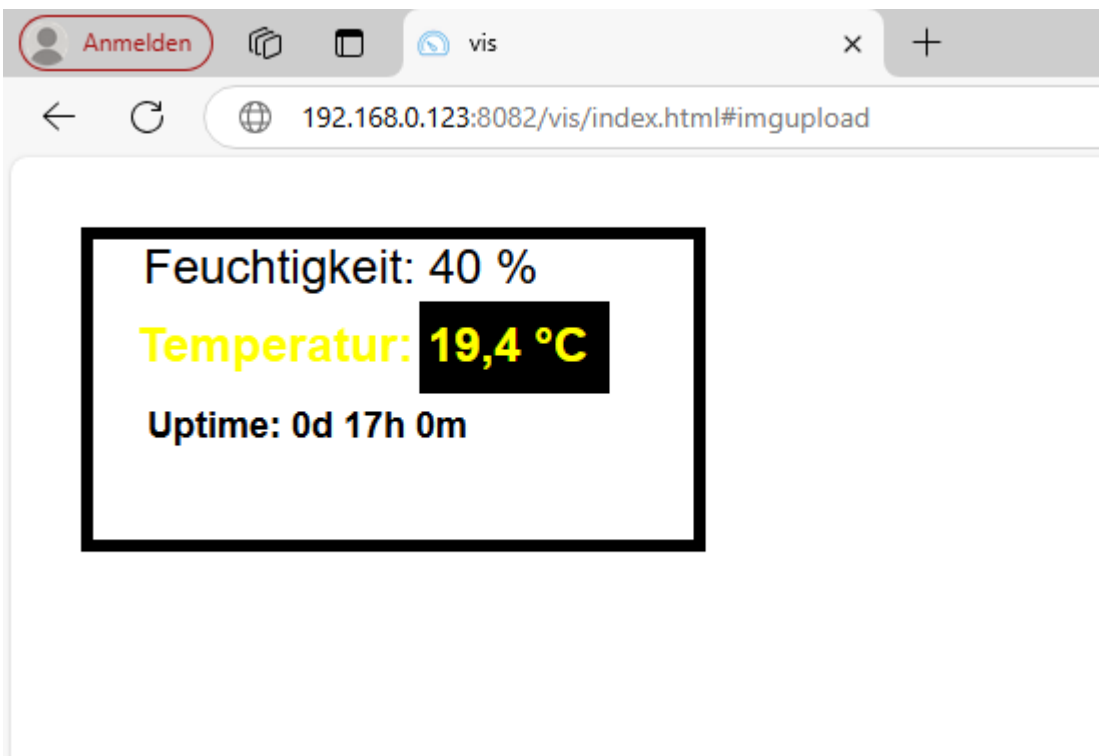 Anmelden
vis
192.168.0.123:8082/vis/index.html#imgupload
Feuchtigkeit: 40 %
Temperatur: 19,4 °C
Uptime: 0d 17h 0m